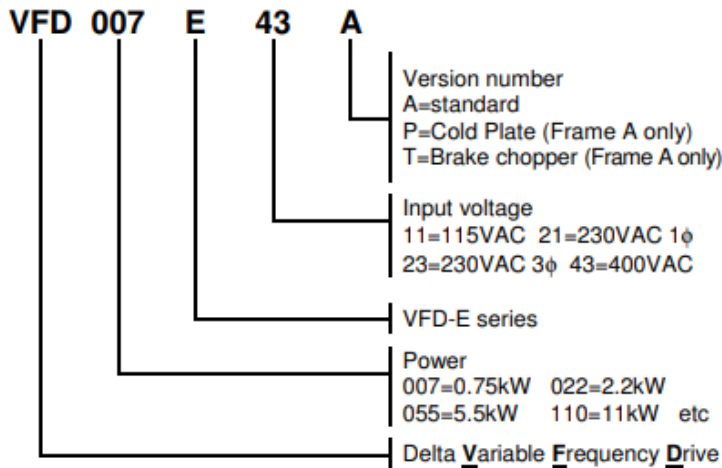 VFD 007 E 43 A
Version number
A=standard
P=Cold Plate (Frame A only)
T=Brake chopper (Frame A only)
Input voltage
11=115VAC 21=230VAC 1ϕ
23=230VAC 3ϕ 43=400VAC
VFD-E series
Power
007=0.75kW 022=2.2kW
055=5.5kW 110=11kW etc
Delta Variable Frequency Drive